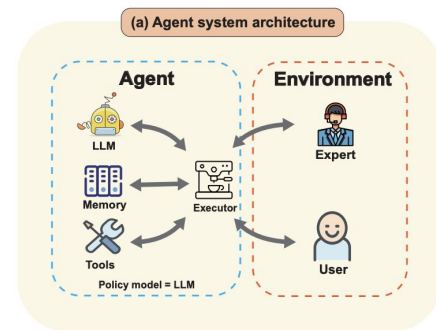 (a) Agent system architecture
Agent
Environment
LLM
Expert
Memory
Executor
Tools
User
Policy model = LLM